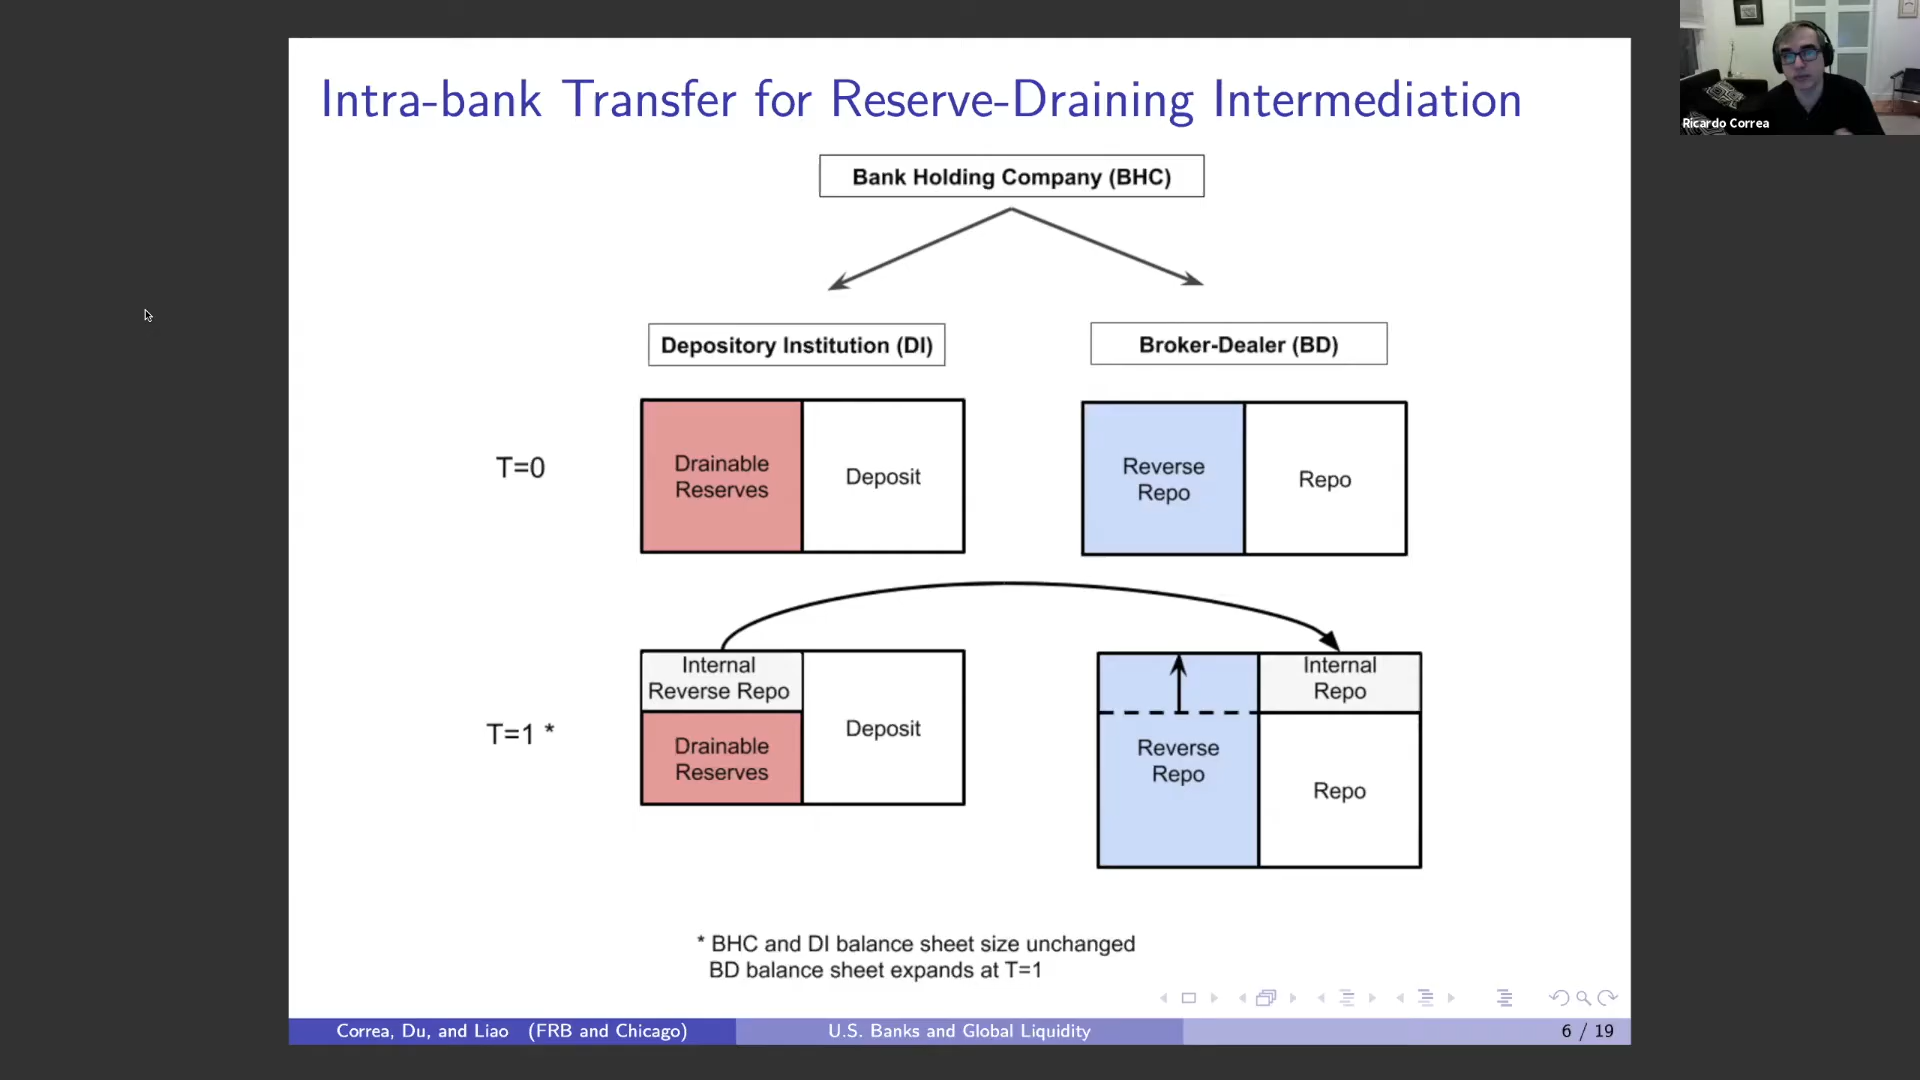 Intra-bank Transfer for Reserve-Draining Intermediation
Ricardo Correa
Bank Holding Company (BHC)
Depository Institution (DI)
Broker-Dealer (BD)
T=0
Drainable
Reserves
Deposit
Reverse
Repo
Repo
T=1 *
Internal
Reverse Repo
Drainable
Reserves
Deposit
Internal
Repo
Reverse
Repo
Repo
* BHC and DI balance sheet size unchanged
BD balance sheet expands at T=1
Correa, Du, and Liao (FRB and Chicago)
U.S. Banks and Global Liquidity
6 / 19